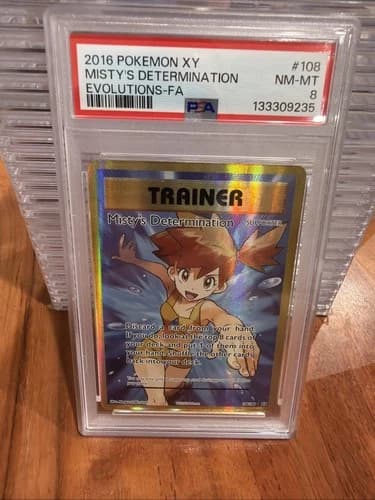 2016 POKEMON XY #108
MISTY'S DETERMINATION NM-MT
EVOLUTIONS-FA 8
PSA 133309235
TRAINER
Misty's Determination SUPPORTER
Discard a card from your hand.
If you do, look at the top 8 cards of
your deck and put 1 of them into
your hand. Shuffle the other cards
back into your deck.